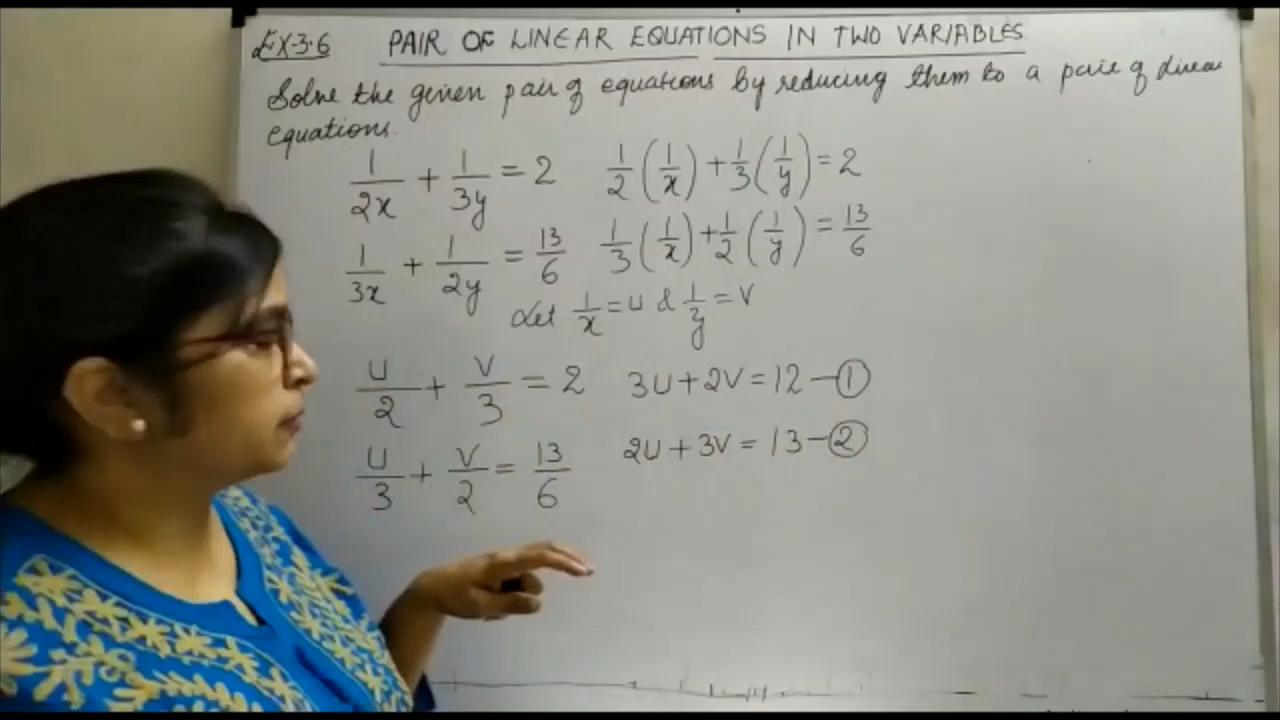 EX-3.6 PAIR OF LINEAR EQUATIONS IN TWO VARIABLES
Solve the given pair of equations by reducing them to a pair of linear
equations.
1/2x + 1/3y = 2 1/2(1/x) + 1/3(1/y) = 2
1/3x + 1/2y = 13/6 1/3(1/x) + 1/2(1/y) = 13/6
Let 1/x = u & 1/y = v
u/2 + v/3 = 2 3u + 2v = 12 — ①
u/3 + v/2 = 13/6 2u + 3v = 13 — ②